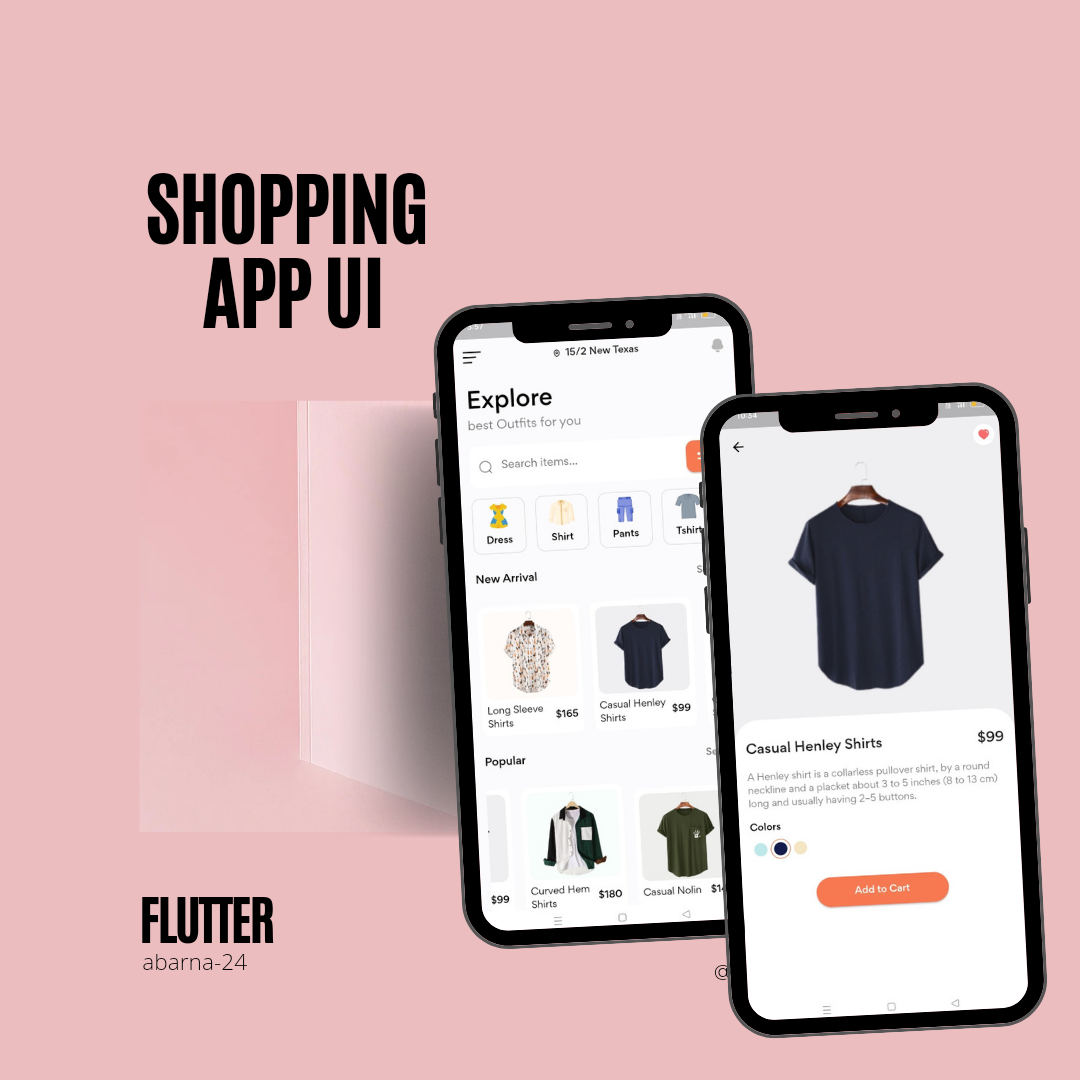 SHOPPING
APP UI
15/2 New Texas
Explore
best Outfits for you
Search items...
Dress
Shirt
Pants
Tshirt
New Arrival
Long Sleeve
Shirts
$165
Casual Henley
Shirts
$99
Popular
$99
Curved Hem
Shirts
$180
Casual Nolin
10:34
Casual Henley Shirts
$99
A Henley shirt is a collarless pullover shirt, by a round
neckline and a placket about 3 to 5 inches (8 to 13 cm)
long and usually having 2-5 buttons.
Colors
Add to Cart
FLUTTER
abarna-24
@